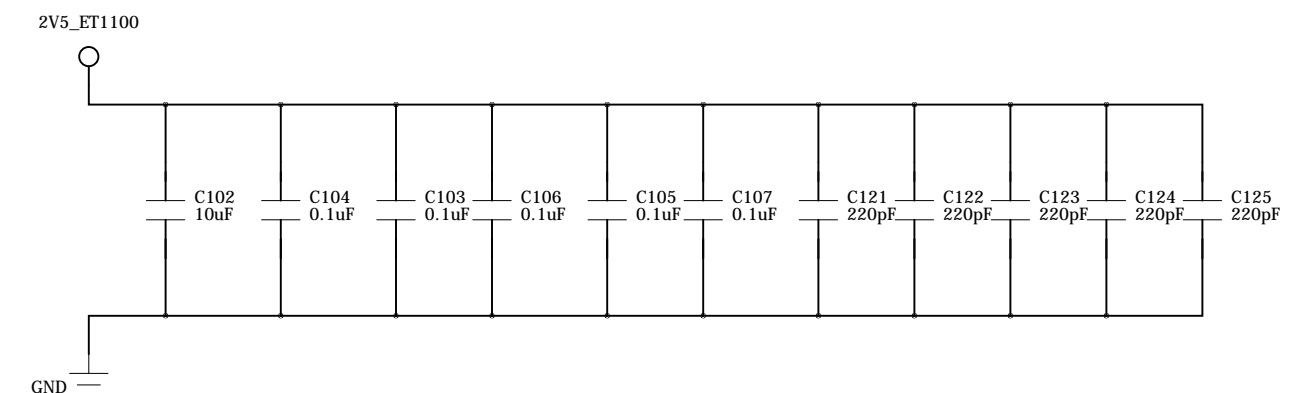 2V5_ET1100
C102
10uF
C104
0.1uF
C103
0.1uF
C106
0.1uF
C105
0.1uF
C107
0.1uF
C121
220pF
C122
220pF
C123
220pF
C124
220pF
C125
220pF
GND